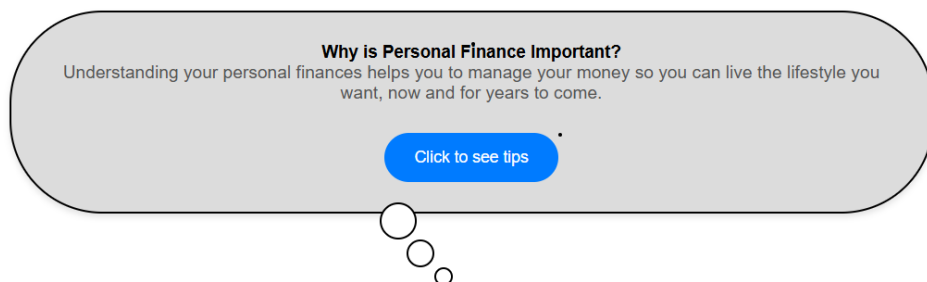 Why is Personal Finance Important?
Understanding your personal finances helps you to manage your money so you can live the lifestyle you
want, now and for years to come.
Click to see tips